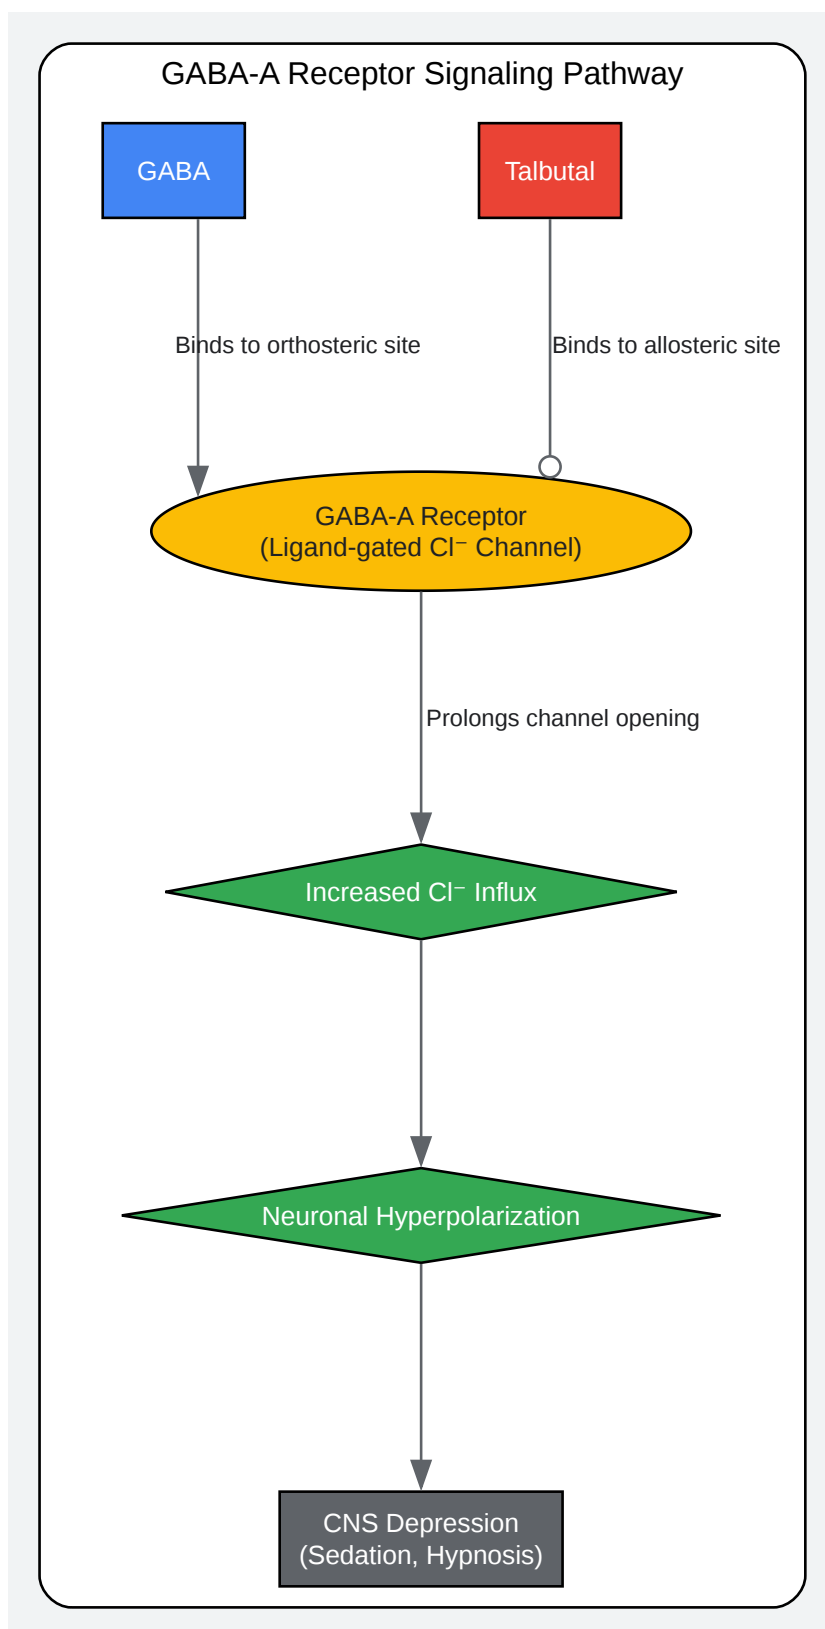 GABA-A Receptor Signaling Pathway
GABA
Talbutal
Binds to orthosteric site
Binds to allosteric site
GABA-A Receptor
(Ligand-gated Cl⁻ Channel)
Prolongs channel opening
Increased Cl⁻ Influx
Neuronal Hyperpolarization
CNS Depression
(Sedation, Hypnosis)